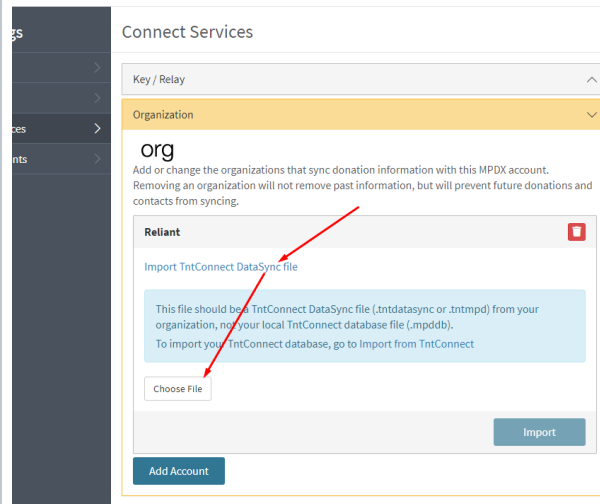 gs
Connect Services
Key / Relay
ces
nts
Organization
org
Add or change the organizations that sync donation information with this MPDX account.
Removing an organization will not remove past information, but will prevent future donations and
contacts from syncing.
Reliant
Import TntConnect DataSync file
This file should be a TntConnect DataSync file (.tntdatasync or .tntmpd) from your
organization, not your local TntConnect database file (.mpddb).
To import your TntConnect database, go to Import from TntConnect
Choose File
Import
Add Account